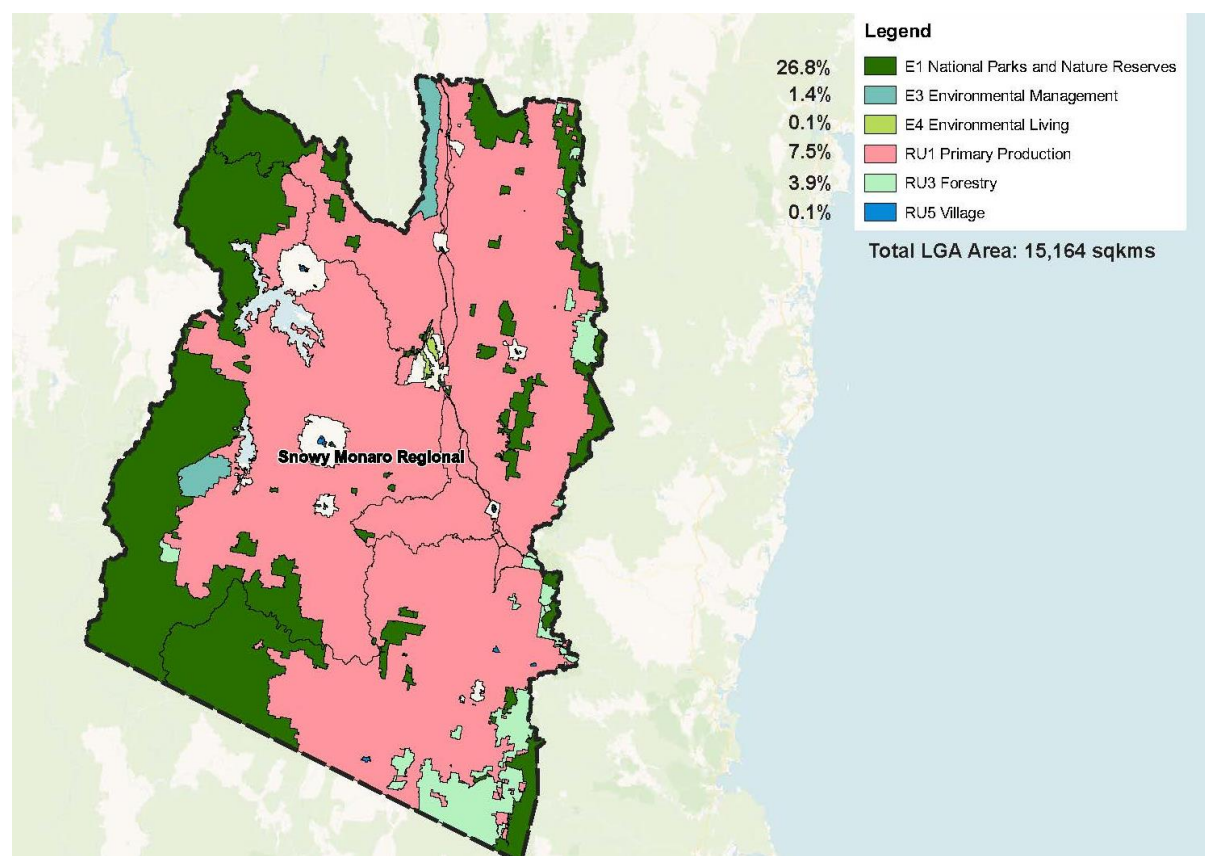 Legend
26.8% E1 National Parks and Nature Reserves
1.4% E3 Environmental Management
0.1% E4 Environmental Living
7.5% RU1 Primary Production
3.9% RU3 Forestry
0.1% RU5 Village
Total LGA Area: 15,164 sqkms
Snowy Monaro Regional